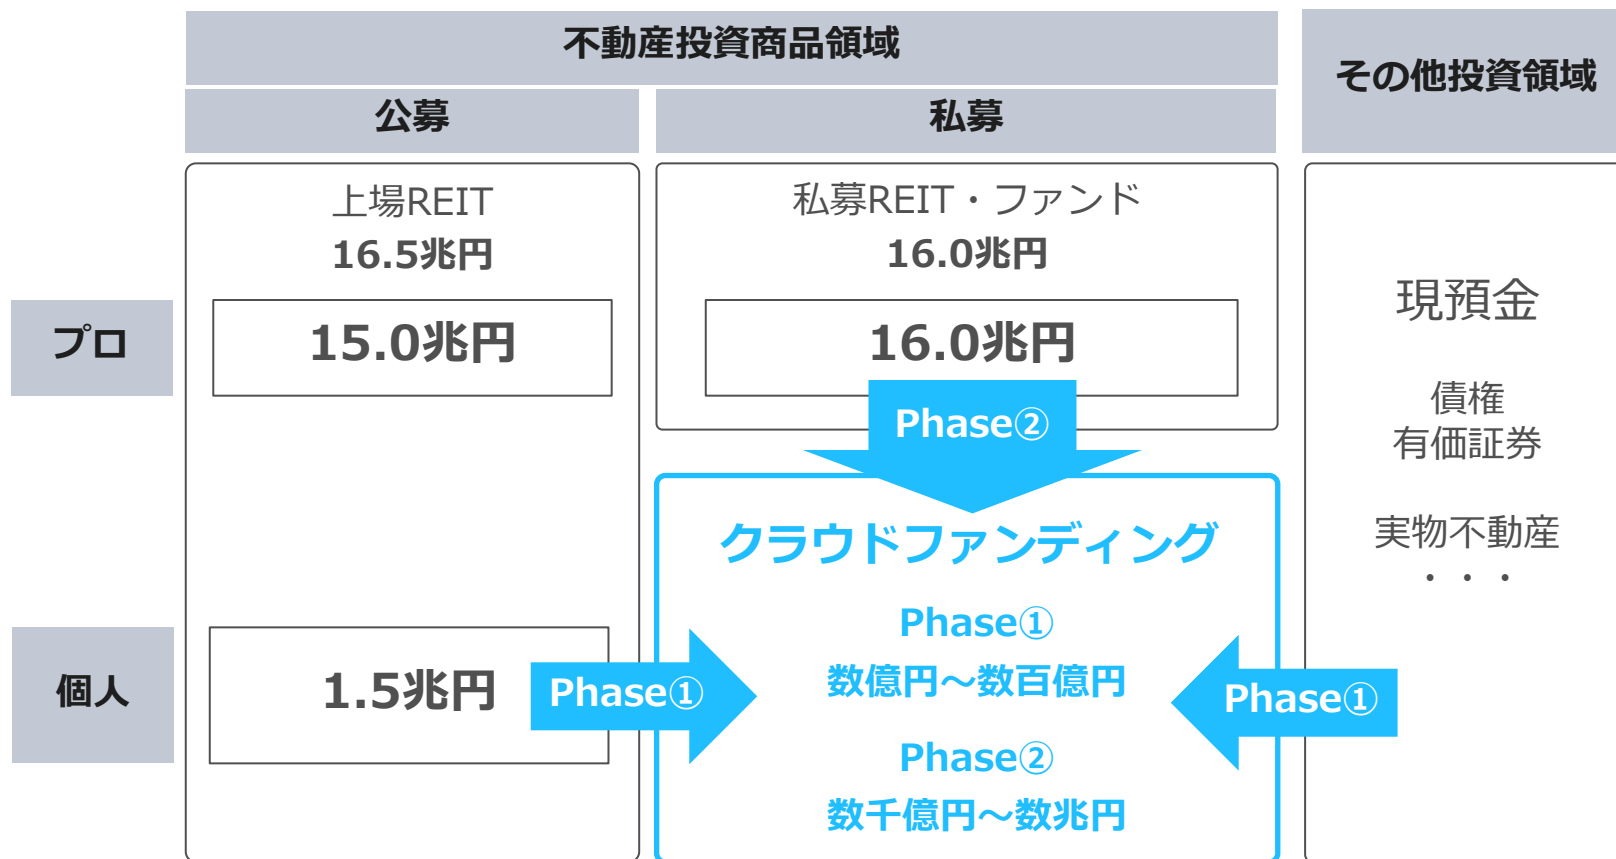 不動産投資商品領域
その他投資領域
公募
私募
上場REIT
16.5兆円
私募REIT・ファンド
16.0兆円
プロ
15.0兆円
16.0兆円
Phase②
現預金
債権
有価証券
実物不動産
・・・
クラウドファンディング
Phase①
数億円～数百億円
Phase②
数千億円～数兆円
個人
1.5兆円
Phase①
Phase①